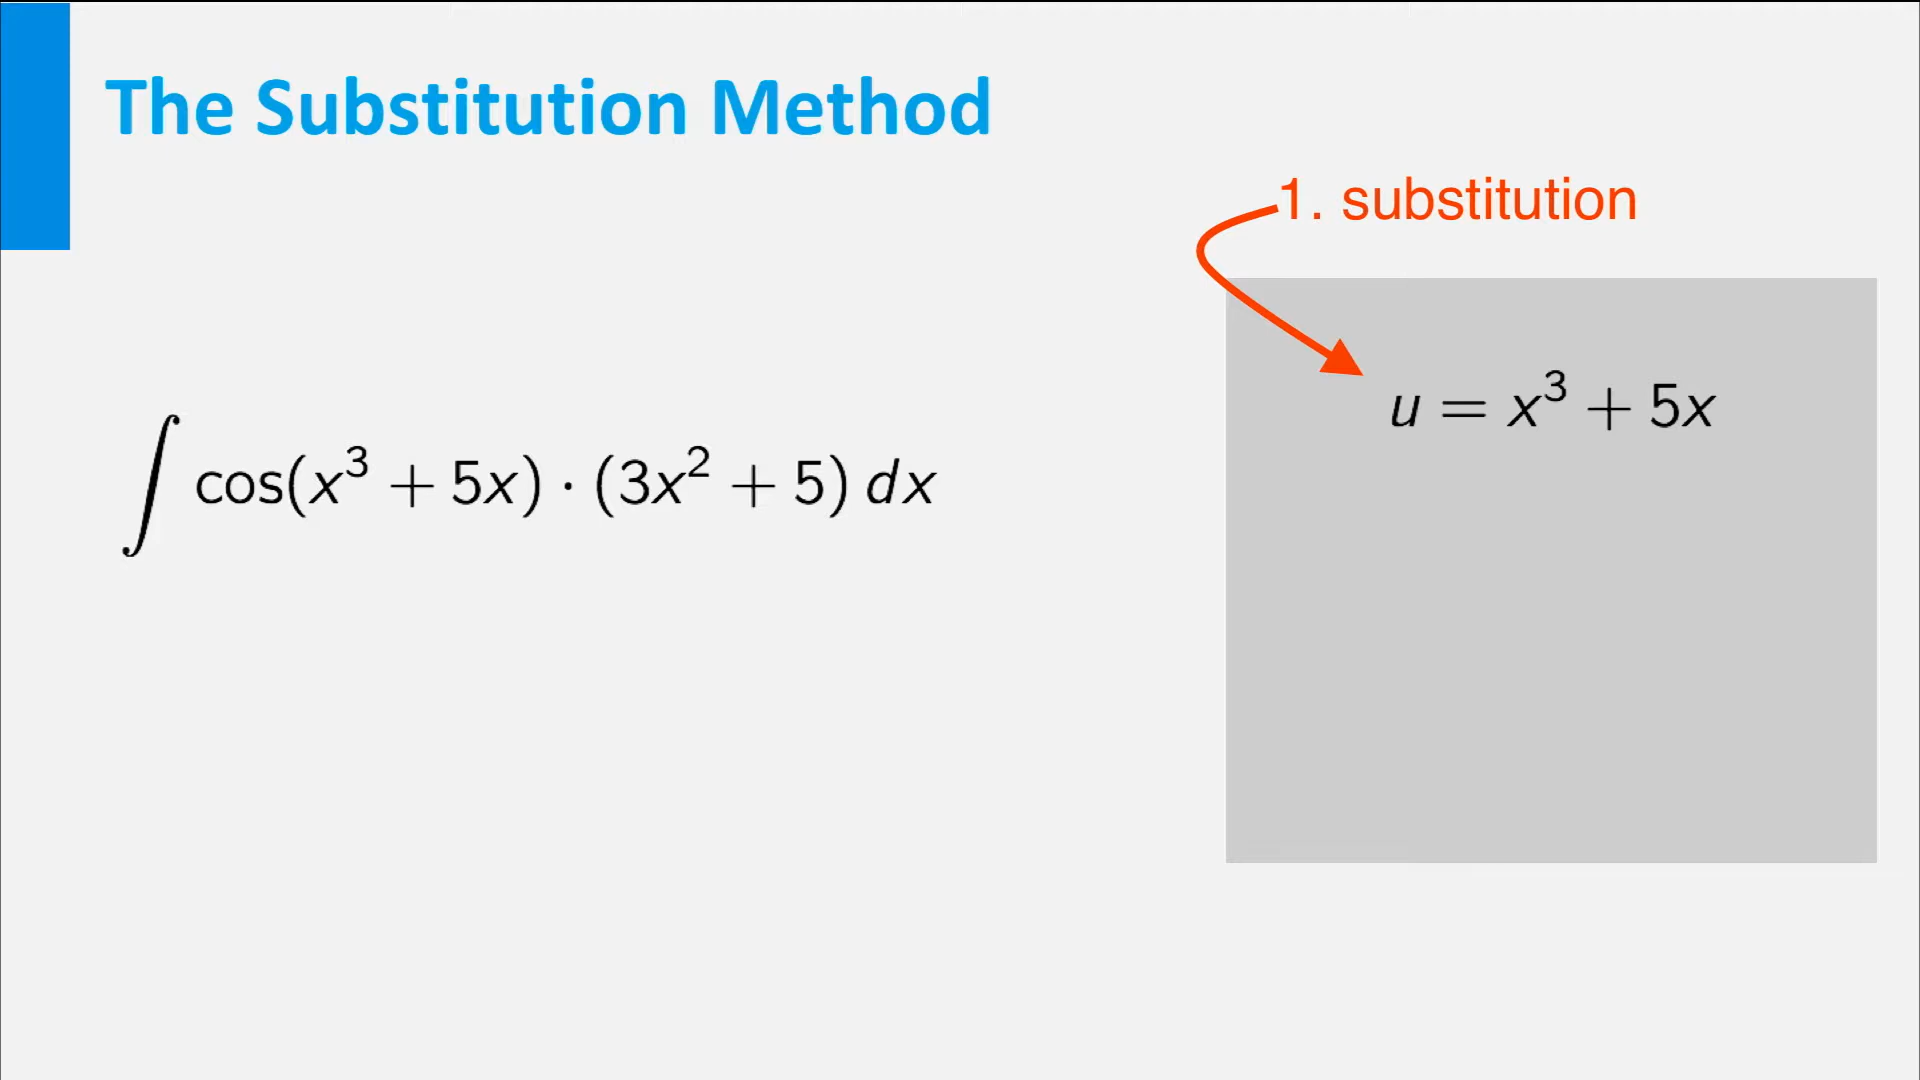 The Substitution Method
1. substitution
u = x³ + 5x
∫ cos(x³ + 5x) · (3x² + 5) dx